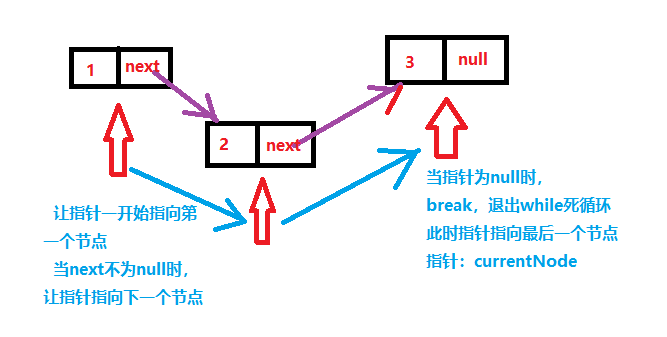 1 next
3 null
2 next
让指针一开始指向第
一个节点
当next不为null时，
让指针指向下一个节点
当指针为null时，
break，退出while死循环
此时指针指向最后一个节点
指针：currentNode